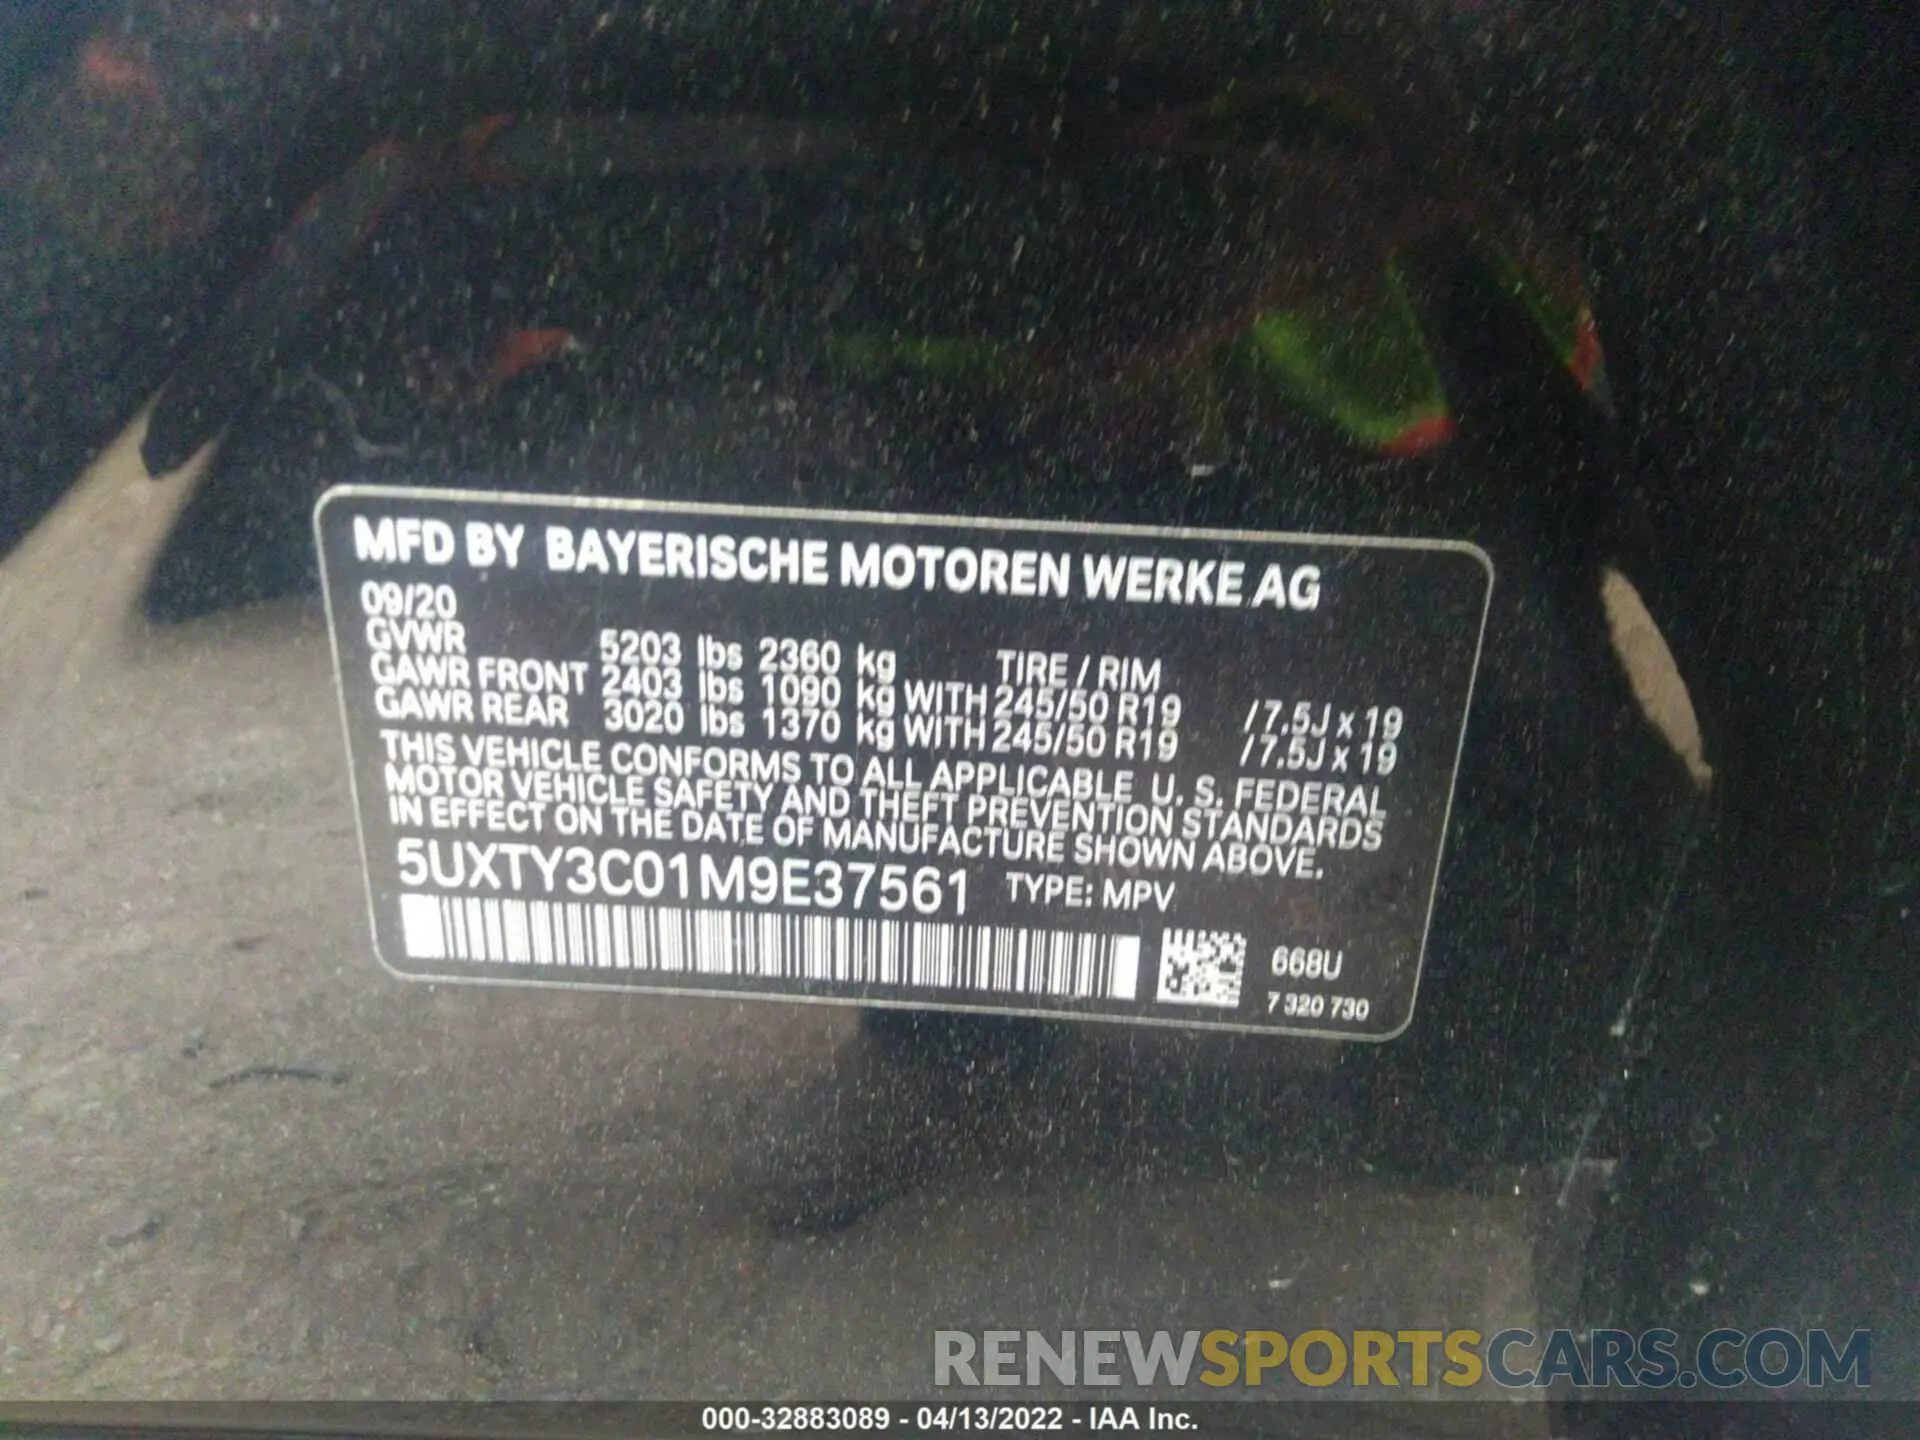 MFD BY BAYERISCHE MOTOREN WERKE AG
09/20
GVWR 5203 lbs 2360 kg TIRE / RIM
GAWR FRONT 2403 lbs 1090 kg WITH 245/50 R19 / 7.5J x 19
GAWR REAR 3020 lbs 1370 kg WITH 245/50 R19 / 7.5J x 19
THIS VEHICLE CONFORMS TO ALL APPLICABLE U. S. FEDERAL
MOTOR VEHICLE SAFETY AND THEFT PREVENTION STANDARDS
IN EFFECT ON THE DATE OF MANUFACTURE SHOWN ABOVE.
5UXTY3C01M9E37561 TYPE: MPV
668U
7 320 730
RENEWSPORTSCARS.COM
000-32883089 - 04/13/2022 - IAA Inc.